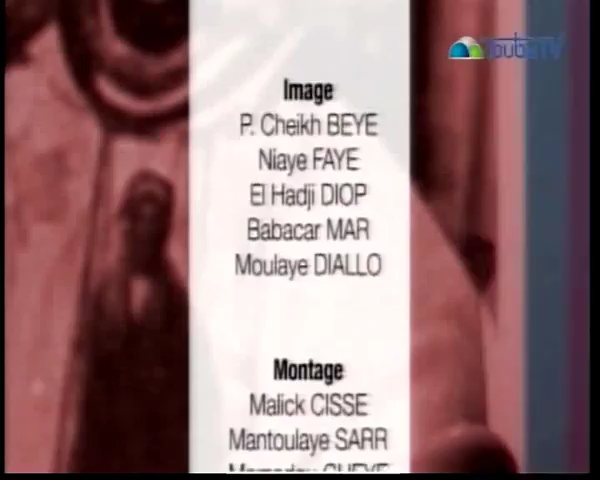 Image
P. Cheikh BEYE
Niaye FAYE
El Hadji DIOP
Babacar MAR
Moulaye DIALLO
Montage
Malick CISSE
Mantoulaye SARR